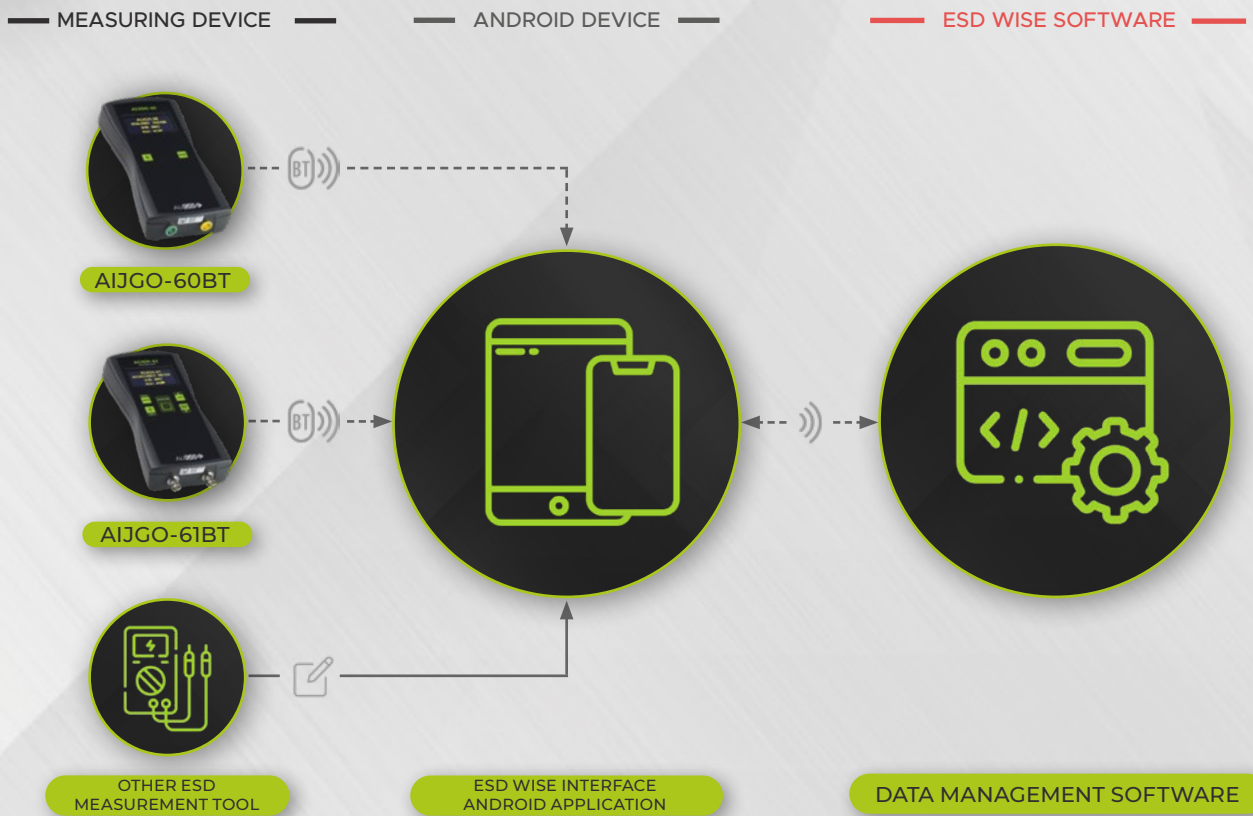 MEASURING DEVICE
ANDROID DEVICE
ESD WISE SOFTWARE
BT
AIJGO-60BT
BT
AIJGO-61BT
OTHER ESD
MEASUREMENT TOOL
ESD WISE INTERFACE
ANDROID APPLICATION
DATA MANAGEMENT SOFTWARE